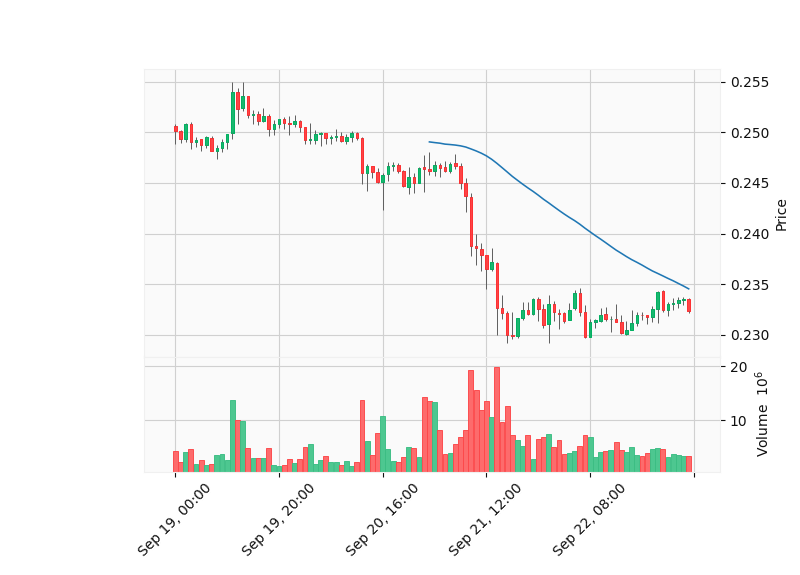 0.255
0.250
0.245
0.240
0.235
0.230
Price
20
10
Volume 10^6
Sep 19, 00:00
Sep 19, 20:00
Sep 20, 16:00
Sep 21, 12:00
Sep 22, 08:00